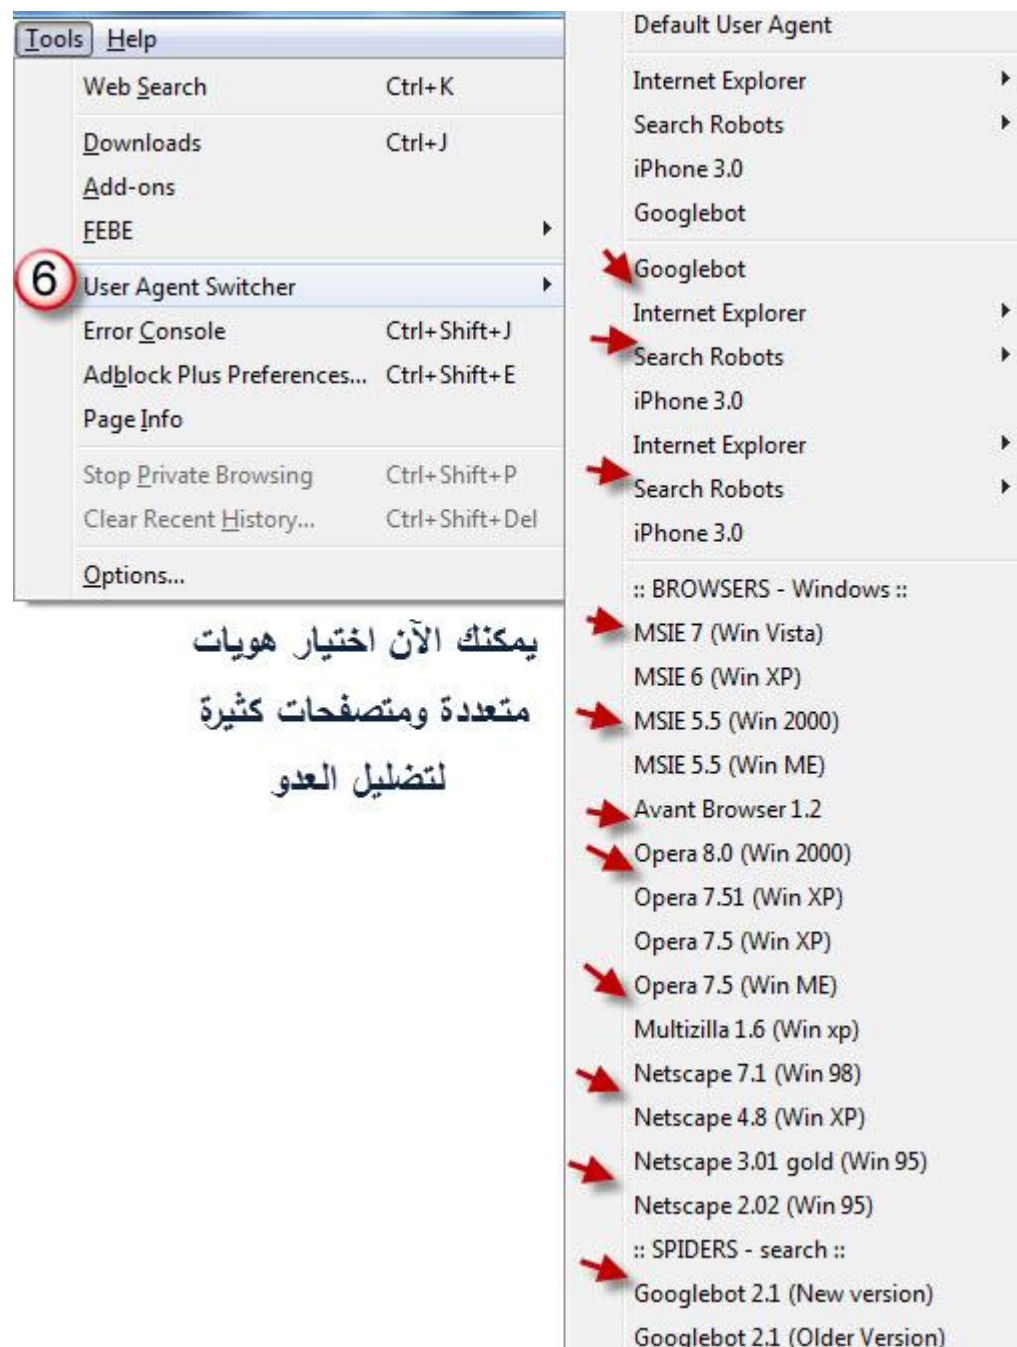 Tools Help
Web Search Ctrl+K
Downloads Ctrl+J
Add-ons
FEBE
6 User Agent Switcher
Error Console Ctrl+Shift+J
Adblock Plus Preferences... Ctrl+Shift+E
Page Info
Stop Private Browsing Ctrl+Shift+P
Clear Recent History... Ctrl+Shift+Del
Options...
يمكنك الآن اختيار هويات
متعددة ومتصفحات كثيرة
لتضليل العدو
Default User Agent
Internet Explorer
Search Robots
iPhone 3.0
Googlebot
Googlebot
Internet Explorer
Search Robots
iPhone 3.0
Internet Explorer
Search Robots
iPhone 3.0
:: BROWSERS - Windows ::
MSIE 7 (Win Vista)
MSIE 6 (Win XP)
MSIE 5.5 (Win 2000)
MSIE 5.5 (Win ME)
Avant Browser 1.2
Opera 8.0 (Win 2000)
Opera 7.51 (Win XP)
Opera 7.5 (Win XP)
Opera 7.5 (Win ME)
Multizilla 1.6 (Win xp)
Netscape 7.1 (Win 98)
Netscape 4.8 (Win XP)
Netscape 3.01 gold (Win 95)
Netscape 2.02 (Win 95)
:: SPIDERS - search ::
Googlebot 2.1 (New version)
Googlebot 2.1 (Older Version)